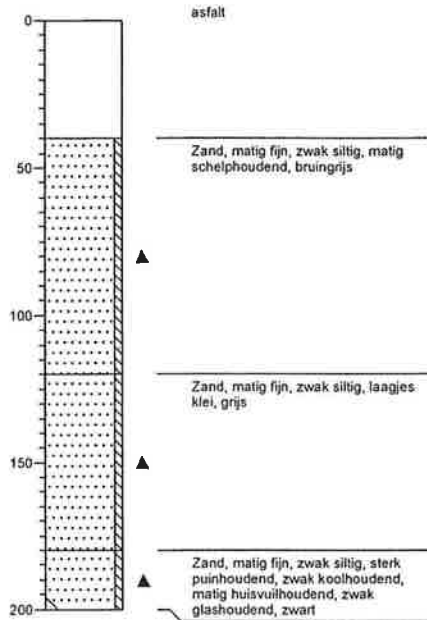 0
asfalt
Zand, matig fijn, zwak siltig, matig
schelphoudend, bruingrijs
50
100
Zand, matig fijn, zwak siltig, laagjes
klei, grijs
150
Zand, matig fijn, zwak siltig, sterk
puinhoudend, zwak koolhoudend,
matig huisvuilhoudend, zwak
glashoudend, zwart
200